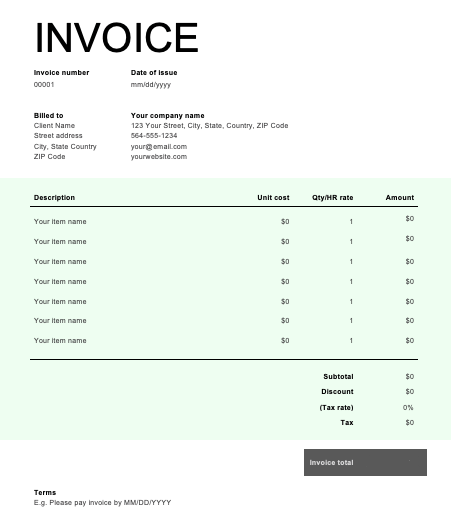 INVOICE
Invoice number Date of issue
00001 mm/dd/yyyy
Billed to Your company name
Client Name 123 Your Street, City, State, Country, ZIP Code
Street address 564-555-1234
City, State Country your@email.com
ZIP Code yourwebsite.com
Description Unit cost Qty/HR rate Amount
Your item name $0 1 $0
Your item name $0 1 $0
Your item name $0 1 $0
Your item name $0 1 $0
Your item name $0 1 $0
Your item name $0 1 $0
Your item name $0 1 $0
Subtotal $0
Discount $0
(Tax rate) 0%
Tax $0
Invoice total
Terms
E.g. Please pay invoice by MM/DD/YYYY